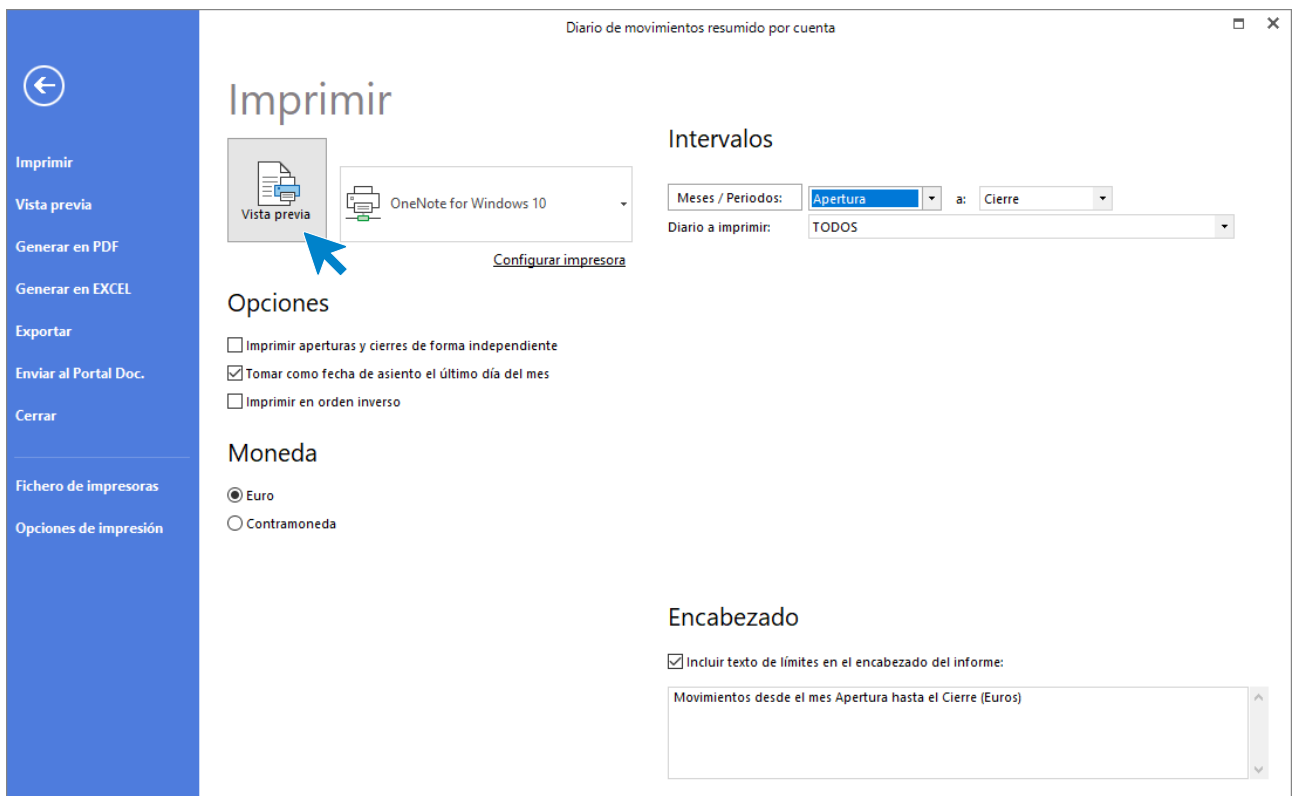 Diario de movimientos resumido por cuenta
Imprimir
Vista previa
Generar en PDF
Generar en EXCEL
Exportar
Enviar al Portal Doc.
Cerrar
Fichero de impresoras
Opciones de impresión
Imprimir
Vista previa
OneNote for Windows 10
Configurar impresora
Opciones
Imprimir aperturas y cierres de forma independiente
Tomar como fecha de asiento el último día del mes
Imprimir en orden inverso
Moneda
Euro
Contramoneda
Intervalos
Meses / Periodos: Apertura a: Cierre
Diario a imprimir: TODOS
Encabezado
Incluir texto de límites en el encabezado del informe:
Movimientos desde el mes Apertura hasta el Cierre (Euros)